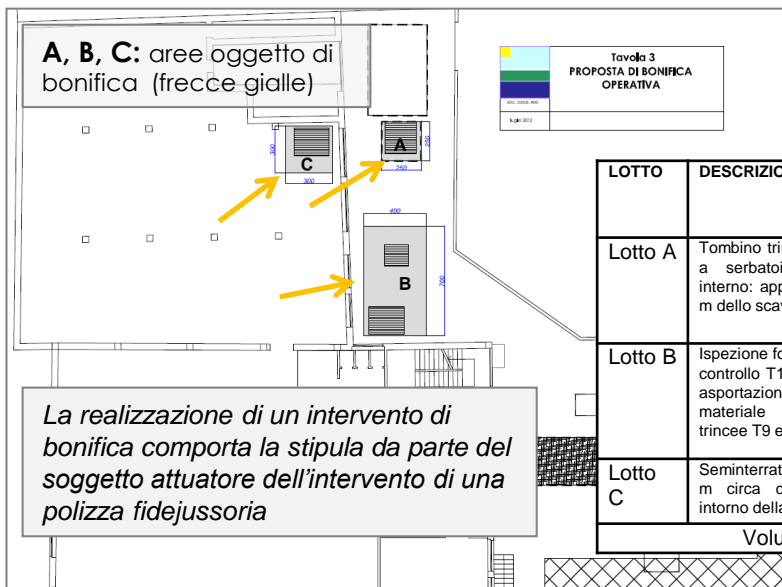 A, B, C: aree oggetto di
bonifica (frecce gialle)
Tavola 3
PROPOSTA DI BONIFICA
OPERATIVA
luglio 2012
300
C
300
A
250
250
400
B
700
La realizzazione di un intervento di
bonifica comporta la stipula da parte del
soggetto attuatore dell'intervento di una
polizza fidejussoria
LOTTO DESCRIZIO
Lotto A
Tombino tri
a serbatoi
interno: app
m dello scav
Lotto B
Ispezione fo
controllo T1
asportazion
materiale
trincee T9 e
Lotto
C
Seminterrat
m circa c
intorno della
Volu